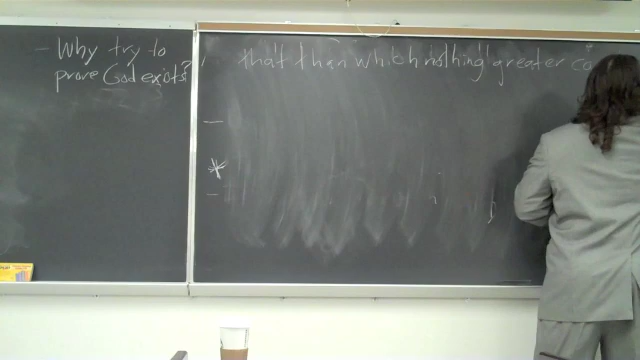 — Why try to
prove God exists?
that than which nothing greater ca